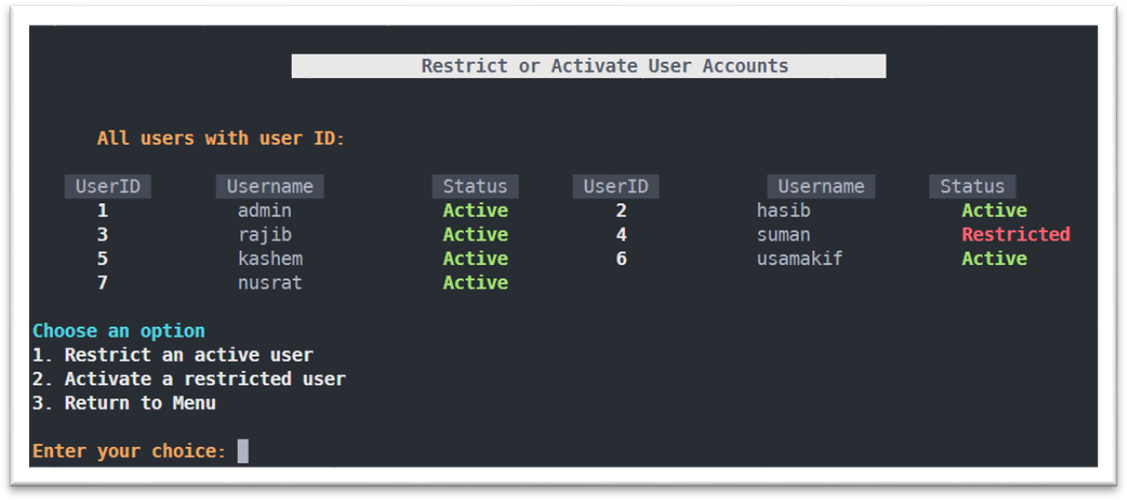 Restrict or Activate User Accounts
All users with user ID:
UserID Username Status UserID Username Status
1 admin Active 2 hasib Active
3 rajib Active 4 suman Restricted
5 kashem Active 6 usamakif Active
7 nusrat Active
Choose an option
1. Restrict an active user
2. Activate a restricted user
3. Return to Menu
Enter your choice: